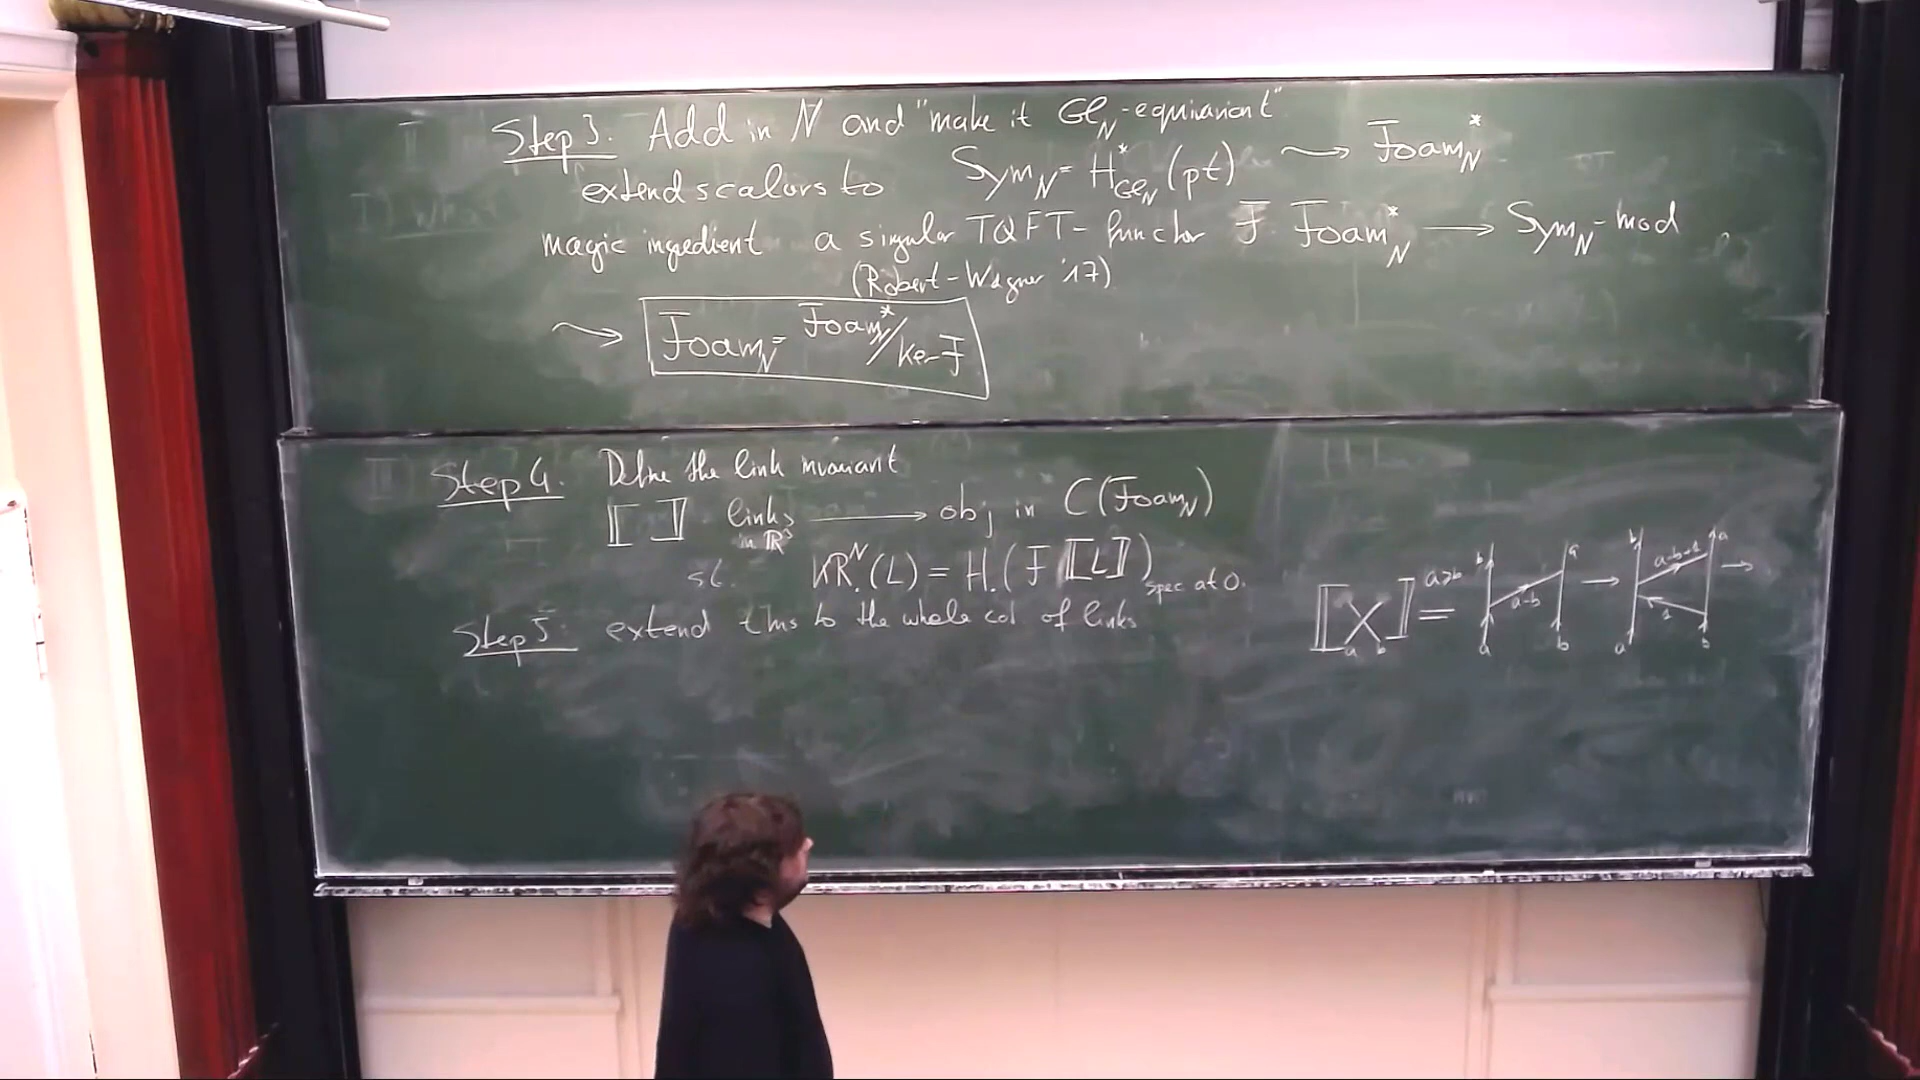 Step 3. Add in N and "make it GL_N-equivariant"
extend scalars to Sym_N = H*_{GL_N}(pt) ⤳ Foam*_N
magic ingredient a singular TQFT-functor F Foam*_N → Sym_N-mod
(Robert-Wagner '17)
⤳ Foam_N = Foam*_N / ker F
Step 4. Define the link invariant
⟦ ⟧ links in R³ → obj in C(Foam_N)
st. KR^N.(L) = H.(F⟦L⟧) spec at 0.
Step 5: extend this to the whole cat of links
⟦X⟧ a≥b =
a b
b a a-b a b → b a a-b+1 1 a b →